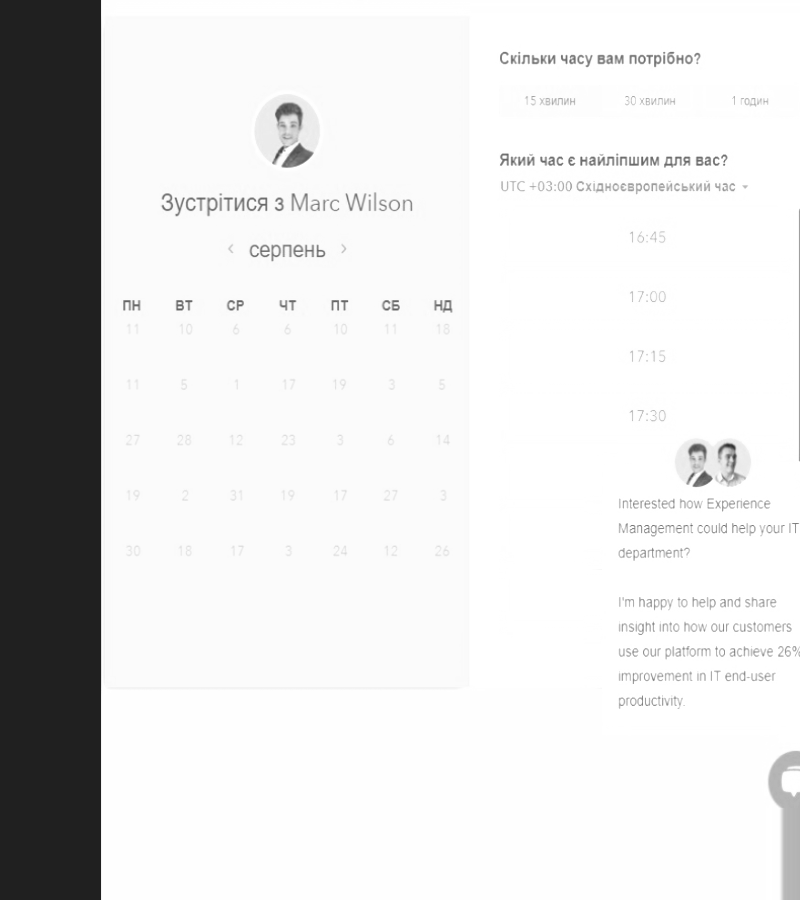 Зустрітися з Marc Wilson
серпень
ПН ВТ СР ЧТ ПТ СБ НД
11 10 6 6 10 11 18
11 5 1 17 19 3 5
27 28 12 23 3 6 14
19 2 31 19 17 27 3
30 18 17 3 24 12 26
Скільки часу вам потрібно?
15 хвилин 30 хвилин 1 годин
Який час є найліпшим для вас?
UTC +03:00 Східноєвропейський час
16:45
17:00
17:15
17:30
Interested how Experience
Management could help your IT
department?
I'm happy to help and share
insight into how our customers
use our platform to achieve 26%
improvement in IT end-user
productivity.